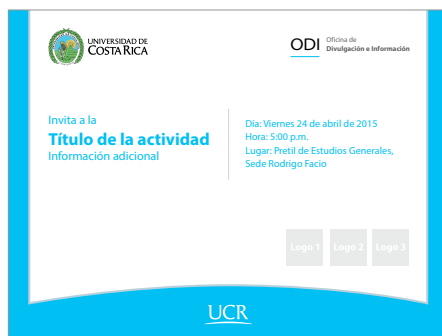 UNIVERSIDAD DE
COSTA RICA
ODI
Oficina de
Divulgación e Información
Invita a la
Título de la actividad
Información adicional
Día: Viernes 24 de abril de 2015
Hora: 5:00 p.m.
Lugar: Pretil de Estudios Generales,
Sede Rodrigo Facio
Logo 1 Logo 2 Logo 3
UCR